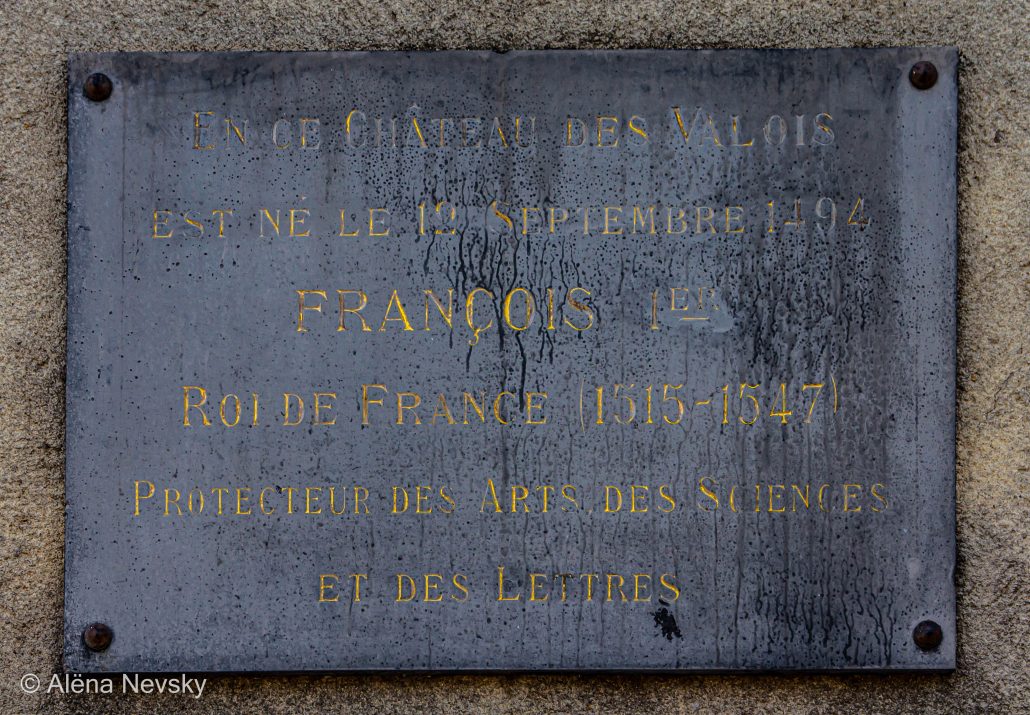 En ce Château des Valois
est né le 12 Septembre 1494
François 1er
Roi de France (1515-1547)
Protecteur des Arts, des Sciences
et des Lettres
© Alëna Nevsky